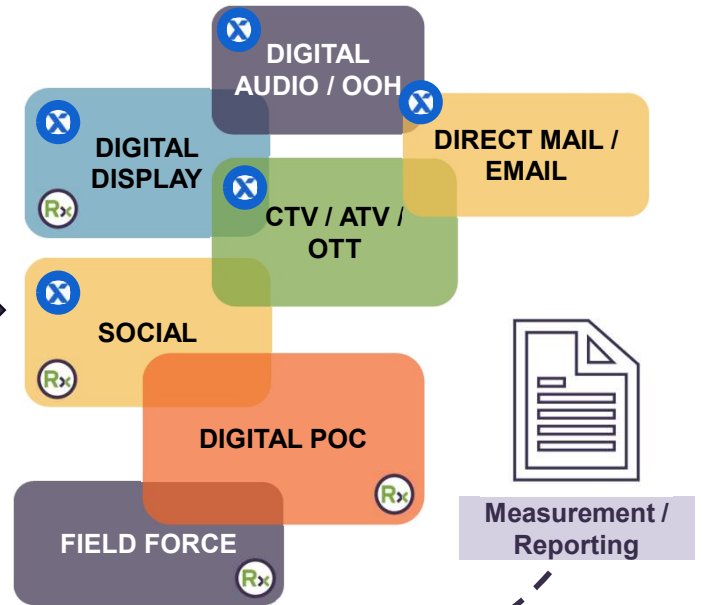 DIGITAL
AUDIO / OOH
DIRECT MAIL /
EMAIL
DIGITAL
DISPLAY
Rx
CTV / ATV /
OTT
SOCIAL
Rx
DIGITAL POC
Rx
FIELD FORCE
Rx
Measurement /
Reporting